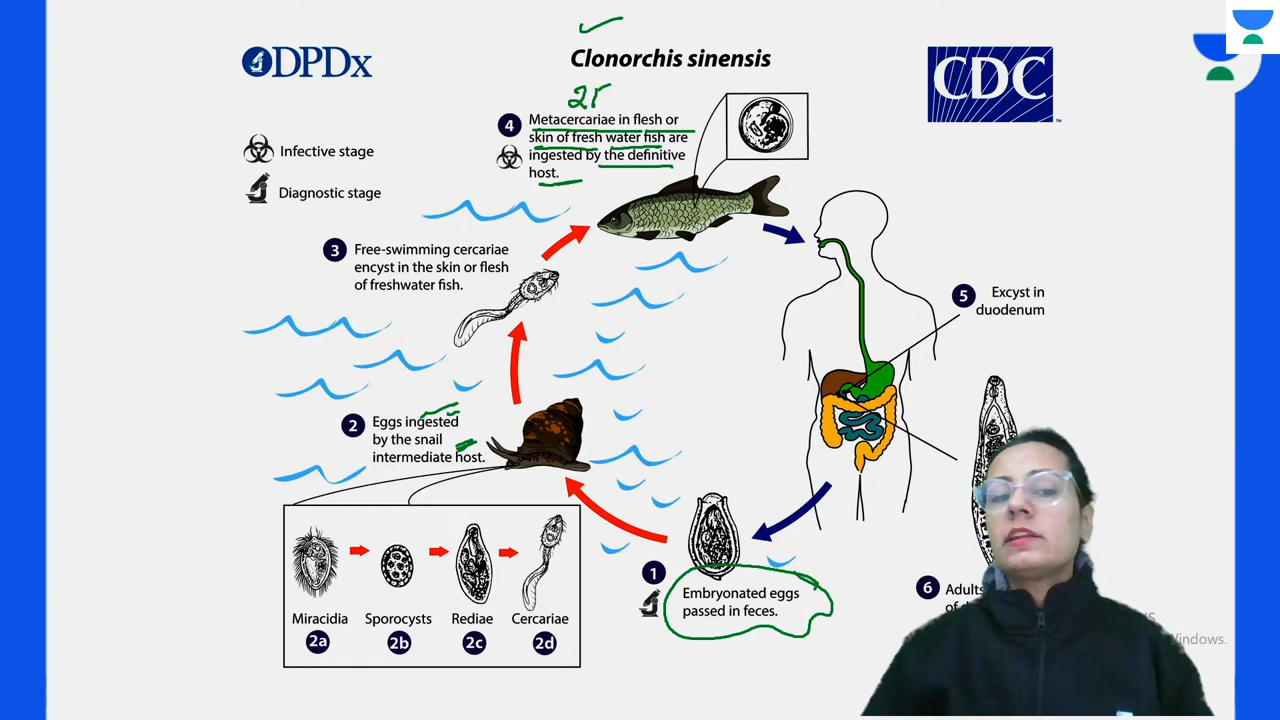 DPDx
Clonorchis sinensis
CDC
TM
Infective stage
Diagnostic stage
4
Metacercariae in flesh or
skin of fresh water fish are
ingested by the definitive
host.
3
Free-swimming cercariae
encyst in the skin or flesh
of freshwater fish.
5
Excyst in
duodenum
2
Eggs ingested
by the snail
intermediate host.
1
Embryonated eggs
passed in feces.
Miracidia
Sporocysts
Rediae
Cercariae
2a
2b
2c
2d
6
Adults
of